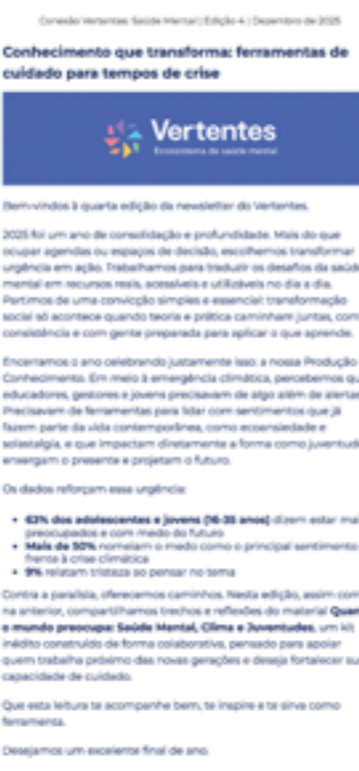 Conexão Vertentes: Saúde Mental | Edição 4 | Dezembro de 2025
Conhecimento que transforma: ferramentas de
cuidado para tempos de crise
Vertentes
Ecossistema de saúde mental
Bem-vindos à quarta edição da newsletter do Vertentes.
2025 foi um ano de consolidação e profundidade. Mais do que
ocupar agendas ou espaços de decisão, escolhemos transformar
urgência em ação. Trabalhamos para traduzir os desafios da saúd
mental em recursos reais, acessíveis e utilizáveis no dia a dia.
Partimos de uma convicção simples e essencial: transformação
social só acontece quando teoria e prática caminham juntas, com
consistência e com gente preparada para aplicar o que aprende.
Encerramos o ano celebrando justamente isso: a nossa Produção
Conhecimento. Em meio à emergência climática, percebemos qu
educadores, gestores e jovens precisavam de algo além de alertas
Precisavam de ferramentas para lidar com sentimentos que já
fazem parte da vida contemporânea, como ecoansiedade e
solastalgia, e que impactam diretamente a forma como juventud
enxergam o presente e projetam o futuro.
Os dados reforçam essa urgência:
• 63% dos adolescentes e jovens (16-35 anos) dizem estar mai
preocupados e com medo do futuro
• Mais de 50% nomeiam o medo como o principal sentimento
frente à crise climática
• 9% relatam tristeza ao pensar no tema
Contra a paralisia, oferecemos caminhos. Nesta edição, assim com
na anterior, compartilhamos trechos e reflexões do material Quan
o mundo preocupa: Saúde Mental, Clima e Juventudes, um kit
inédito construído de forma colaborativa, pensado para apoiar
quem trabalha próximo das novas gerações e deseja fortalecer su
capacidade de cuidado.
Que esta leitura te acompanhe bem, te inspire e te sirva como
ferramenta.
Desejamos um excelente final de ano.